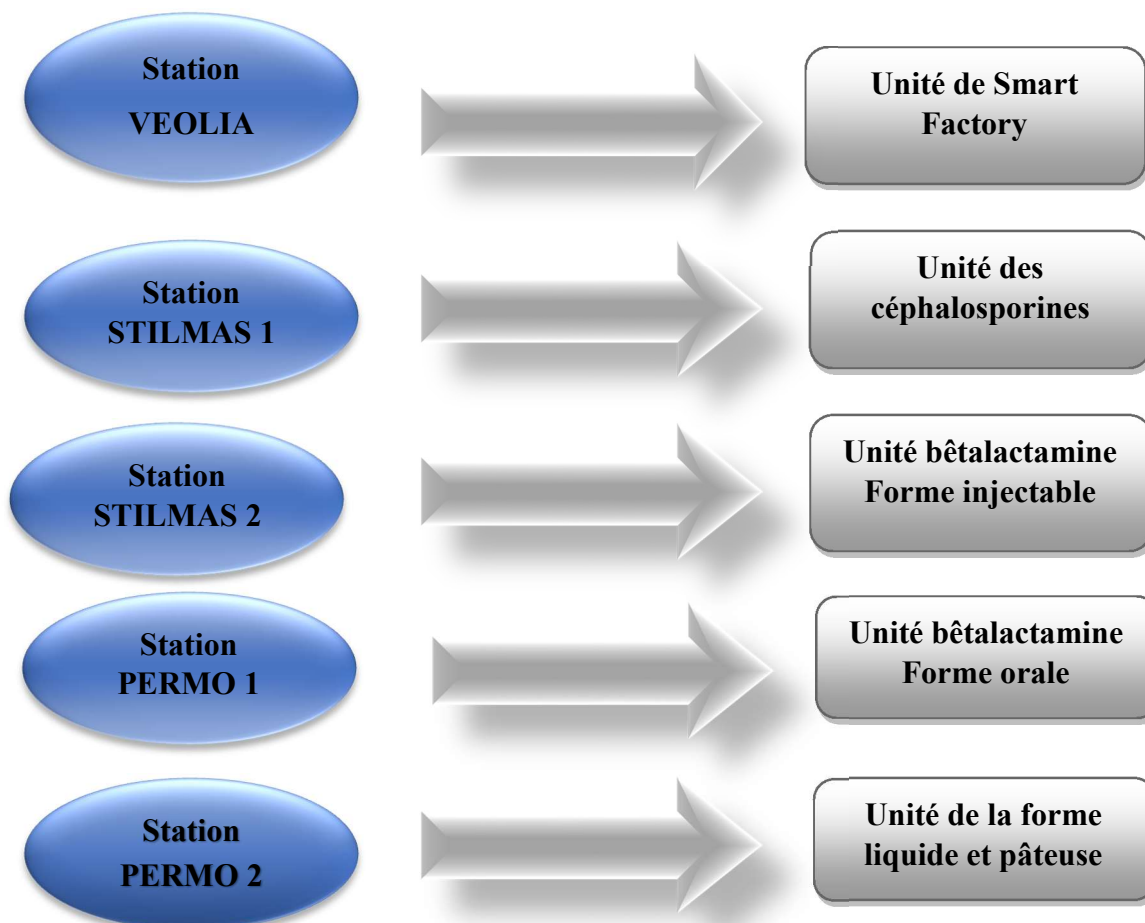 Station
VEOLIA
Unité de Smart
Factory
Station
STILMAS 1
Unité des
céphalosporines
Station
STILMAS 2
Unité bêtalactamine
Forme injectable
Station
PERMO 1
Unité bêtalactamine
Forme orale
Station
PERMO 2
Unité de la forme
liquide et pâteuse